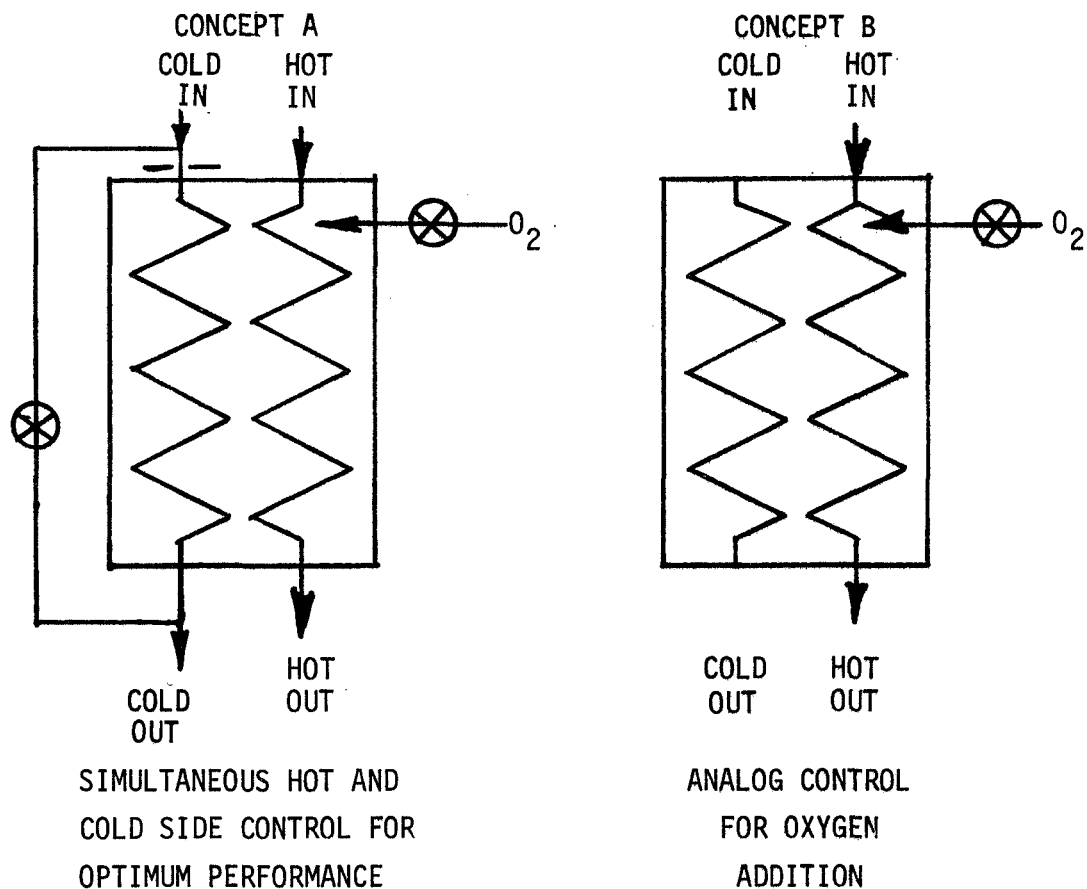 CONCEPT A
COLD IN
HOT IN
O2
COLD OUT
HOT OUT
SIMULTANEOUS HOT AND
COLD SIDE CONTROL FOR
OPTIMUM PERFORMANCE
CONCEPT B
COLD IN
HOT IN
O2
COLD OUT
HOT OUT
ANALOG CONTROL
FOR OXYGEN
ADDITION